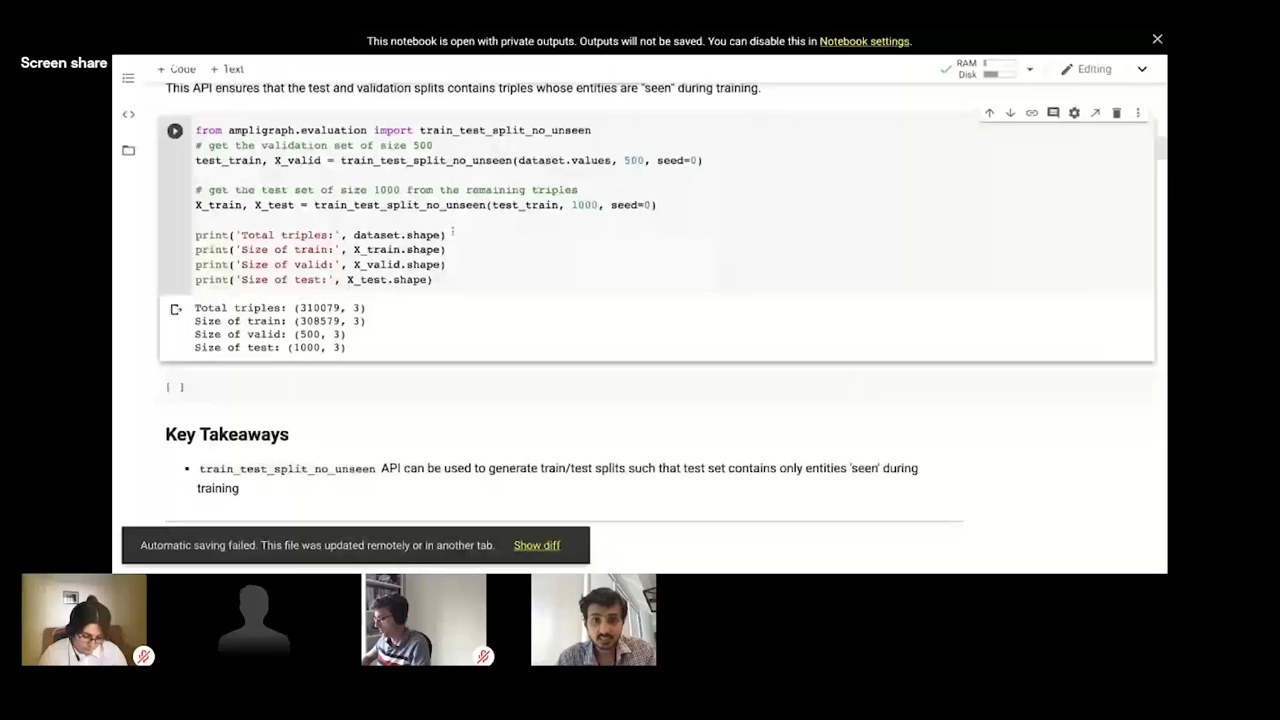 This notebook is open with private outputs. Outputs will not be saved. You can disable this in Notebook settings.
Screen share
+ Code + Text
RAM
Disk
Editing
This API ensures that the test and validation splits contains triples whose entities are "seen" during training.
from ampligraph.evaluation import train_test_split_no_unseen
# get the validation set of size 500
test_train, X_valid = train_test_split_no_unseen(dataset.values, 500, seed=0)
# get the test set of size 1000 from the remaining triples
X_train, X_test = train_test_split_no_unseen(test_train, 1000, seed=0)
print('Total triples:', dataset.shape)
print('Size of train:', X_train.shape)
print('Size of valid:', X_valid.shape)
print('Size of test:', X_test.shape)
Total triples: (310079, 3)
Size of train: (308579, 3)
Size of valid: (500, 3)
Size of test: (1000, 3)
[ ]
Key Takeaways
• train_test_split_no_unseen API can be used to generate train/test splits such that test set contains only entities 'seen' during
training
Automatic saving failed. This file was updated remotely or in another tab. Show diff